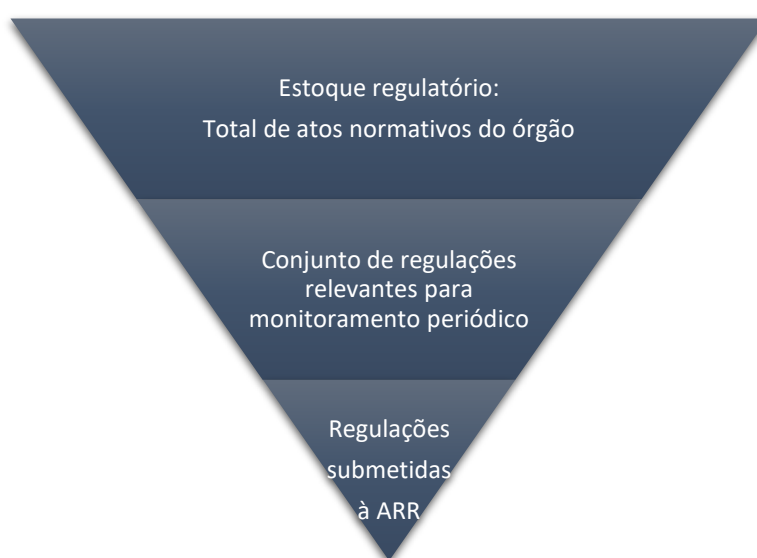 Estoque regulatório:
Total de atos normativos do órgão
Conjunto de regulações
relevantes para
monitoramento periódico
Regulações
submetidas
à ARR